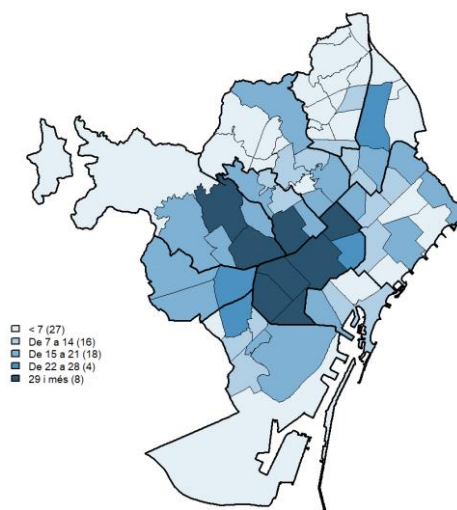 < 7 (27)
De 7 a 14 (16)
De 15 a 21 (18)
De 22 a 28 (4)
29 i més (8)